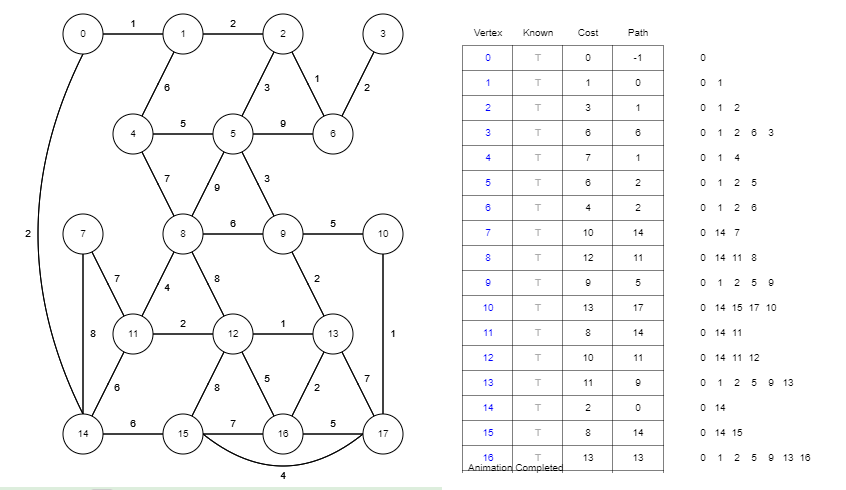 0 1 1 2 2 3
Vertex Known Cost Path
0 T 0 -1 0
1 T 1 0 0 1
6 3 1 2
2 T 3 1 0 1 2
4 5 5 9 6
3 T 6 6 0 1 2 6 3
4 T 7 1 0 1 4
7 9 3
5 T 6 2 0 1 2 5
6 T 4 2 0 1 2 6
2 7 8 6 9 5 10
7 T 10 14 0 14 7
8 T 12 11 0 14 11 8
7 4 8 2
9 T 9 5 0 1 2 5 9
10 T 13 17 0 14 15 17 10
8 11 2 12 1 13 1
11 T 8 14 0 14 11
12 T 10 11 0 14 11 12
6 8 5 2 7
13 T 11 9 0 1 2 5 9 13
14 T 2 0 0 14
14 6 15 7 16 5 17
15 T 8 14 0 14 15
16 T 13 13 0 1 2 5 9 13 16
Animation Completed
4